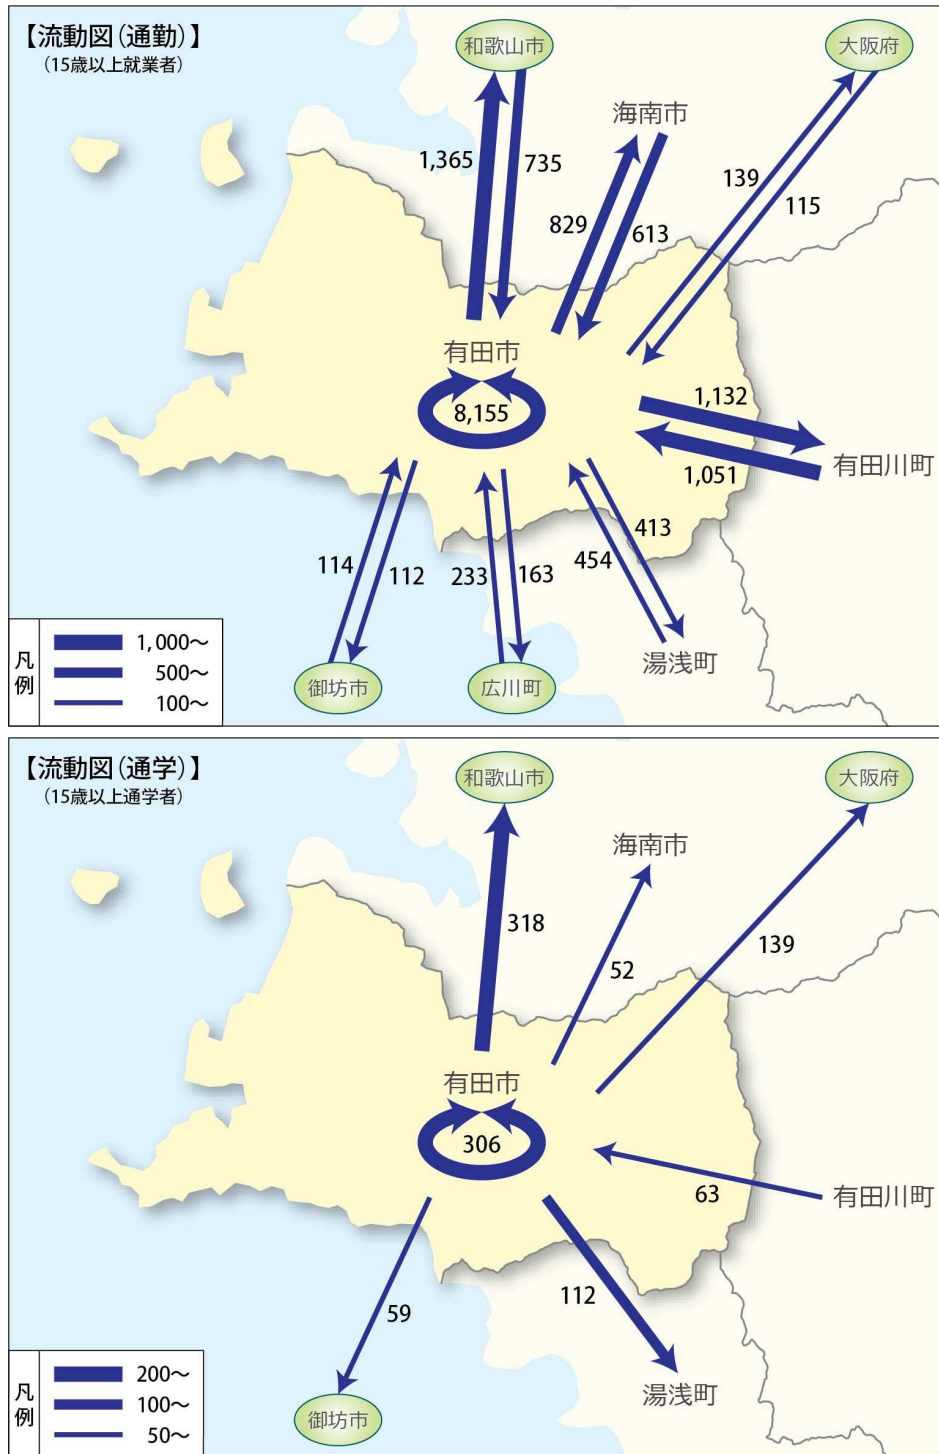 【流動図（通勤）】
（15歳以上就業者）
和歌山市
大阪府
海南市
1,365
735
139
115
829
613
有田市
8,155
1,132
1,051
有田川町
413
454
114
112
233
163
湯浅町
御坊市
広川町
凡例
1,000～
500～
100～
【流動図（通学）】
（15歳以上通学者）
和歌山市
大阪府
海南市
318
139
52
有田市
306
63
有田川町
112
59
湯浅町
御坊市
凡例
200～
100～
50～